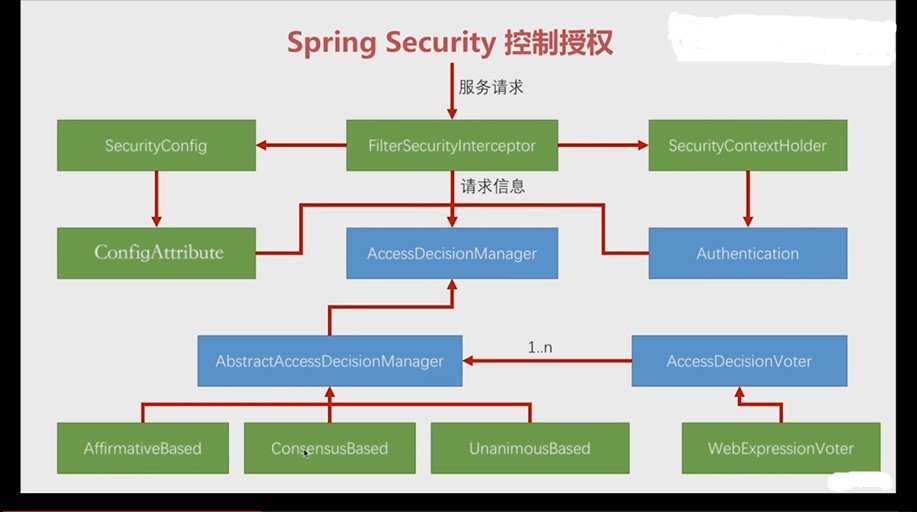 Spring Security 控制授权
服务请求
SecurityConfig
FilterSecurityInterceptor
SecurityContextHolder
请求信息
ConfigAttribute
AccessDecisionManager
Authentication
1..n
AbstractAccessDecisionManager
AccessDecisionVoter
AffirmativeBased
ConsensusBased
UnanimousBased
WebExpressionVoter